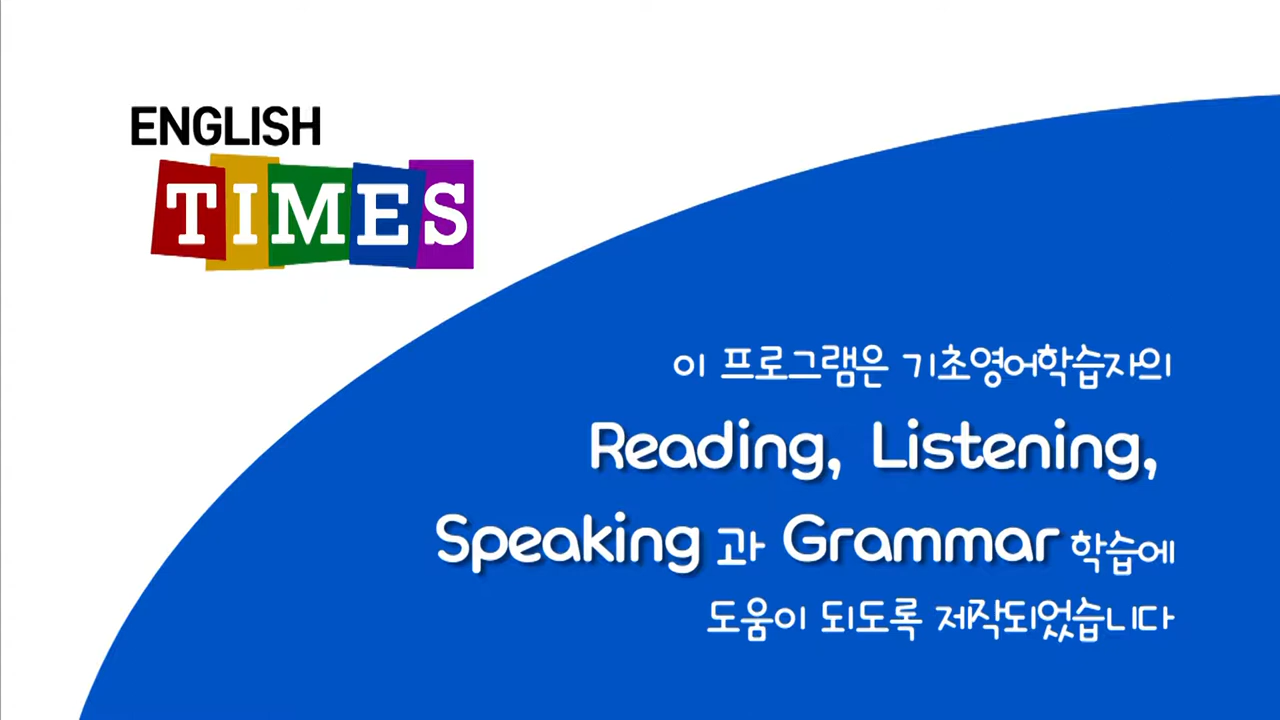 ENGLISH
TIMES
이 프로그램은 기초영어학습자의
Reading, Listening,
Speaking 과 Grammar 학습에
도움이 되도록 제작되었습니다